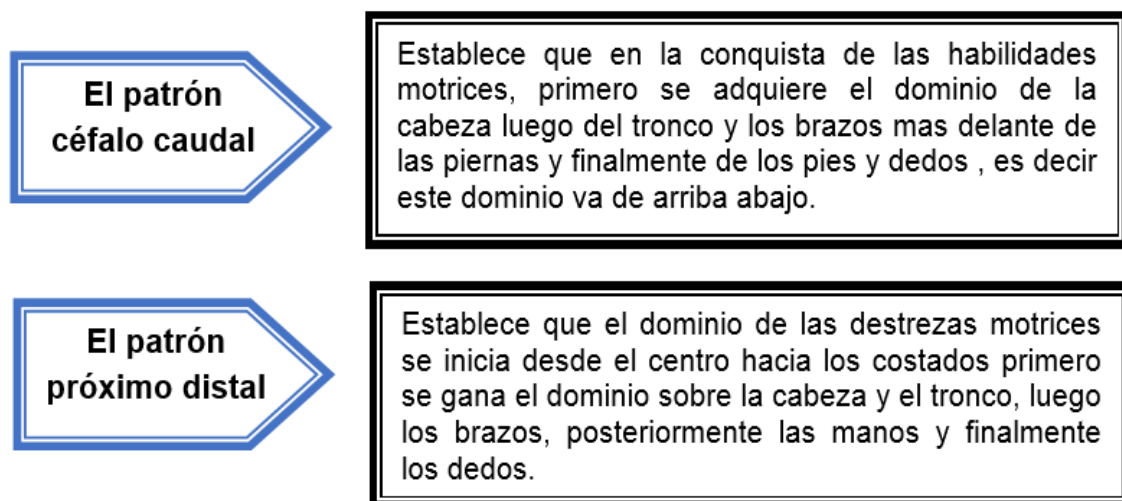 El patrón
céfalo caudal
Establece que en la conquista de las habilidades
motrices, primero se adquiere el dominio de la
cabeza luego del tronco y los brazos mas delante de
las piernas y finalmente de los pies y dedos , es decir
este dominio va de arriba abajo.
El patrón
próximo distal
Establece que el dominio de las destrezas motrices
se inicia desde el centro hacia los costados primero
se gana el dominio sobre la cabeza y el tronco, luego
los brazos, posteriormente las manos y finalmente
los dedos.